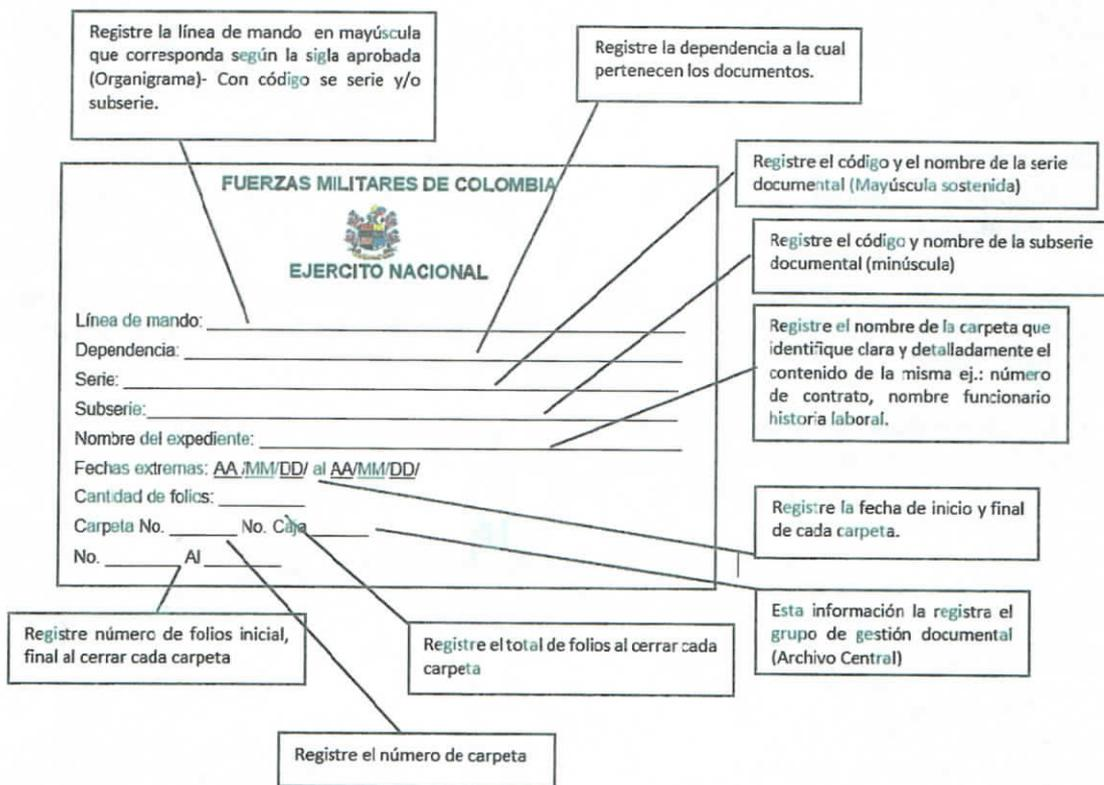 Registre la línea de mando en mayúscula
que corresponda según la sigla aprobada
(Organigrama)- Con código se serie y/o
subserie.
Registre la dependencia a la cual
pertenecen los documentos.
Registre el código y el nombre de la serie
documental (Mayúscula sostenida)
Registre el código y nombre de la subserie
documental (minúscula)
Registre el nombre de la carpeta que
identifique clara y detalladamente el
contenido de la misma ej.: número
de contrato, nombre funcionario
historia laboral.
FUERZAS MILITARES DE COLOMBIA
EJERCITO NACIONAL
Línea de mando:
Dependencia:
Serie:
Subserie:
Nombre del expediente:
Fechas extremas: AA /MM/DD/ al AA/MM/DD/
Cantidad de folios:
Carpeta No. No. Caja
No. Al
Registre la fecha de inicio y final
de cada carpeta.
Esta información la registra el
grupo de gestión documental
(Archivo Central)
Registre número de folios inicial,
final al cerrar cada carpeta
Registre el total de folios al cerrar cada
carpeta
Registre el número de carpeta